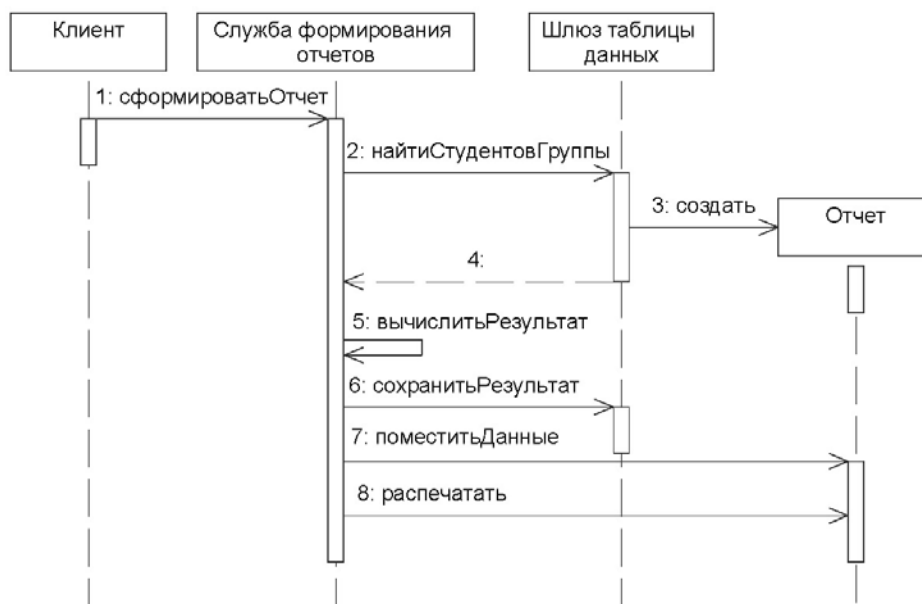 Клиент
Служба формирования
отчетов
Шлюз таблицы
данных
1: сформироватьОтчет
2: найтиСтудентовГруппы
3: создать
Отчет
4:
5: вычислитьРезультат
6: сохранитьРезультат
7: поместитьДанные
8: распечатать